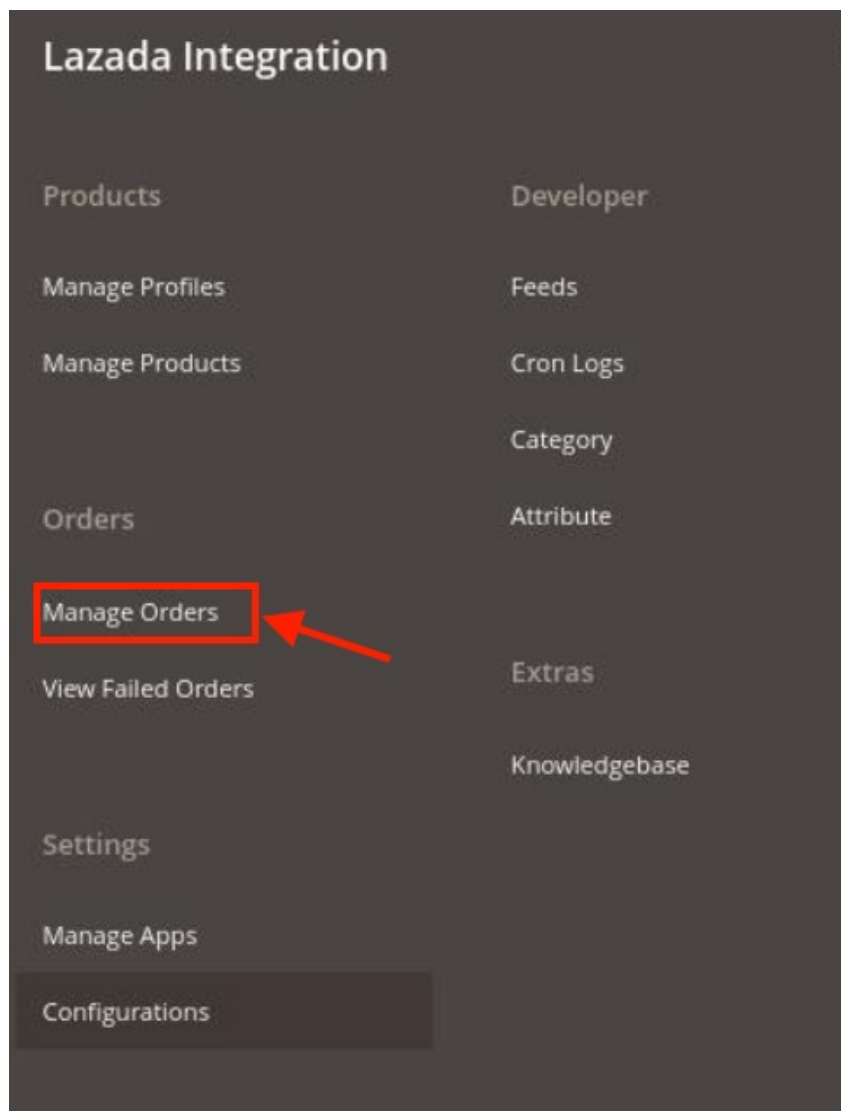 Lazada Integration
Products
Manage Profiles
Manage Products
Orders
Manage Orders
View Failed Orders
Settings
Manage Apps
Configurations
Developer
Feeds
Cron Logs
Category
Attribute
Extras
Knowledgebase